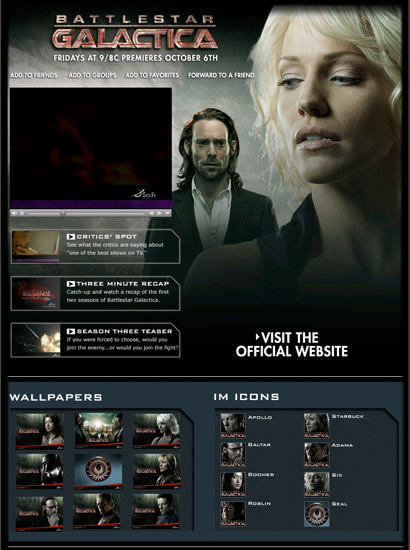 BATTLESTAR
GALACTICA
FRIDAYS AT 9/8C PREMIERES OCTOBER 6TH
ADD TO FRIENDS ADD TO GROUPS ADD TO FAVORITES FORWARD TO A FRIEND
SciFi
CRITICS' SPOT
See what the critics are saying about
"one of the best shows on TV."
THREE MINUTE RECAP
Catch-up and watch a recap of the first
two seasons of Battlestar Galactica.
SEASON THREE TEASER
If you were forced to choose, would you
join the enemy...or would you join the fight?
VISIT THE
OFFICIAL WEBSITE
WALLPAPERS
IM ICONS
APOLLO
STARBUCK
BALTAR
ADAMA
BOOMER
SIX
ROSLIN
SEAL